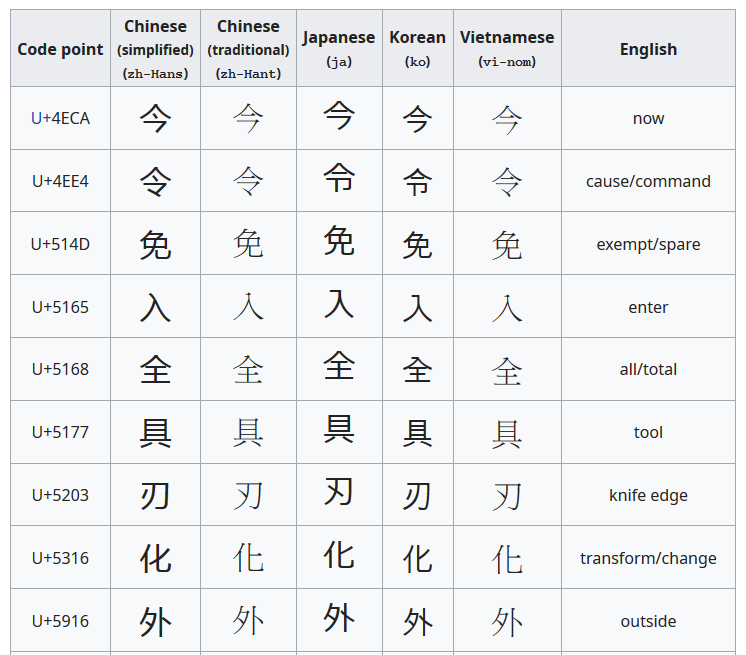 Code point Chinese (simplified) (zh-Hans) Chinese (traditional) (zh-Hant) Japanese (ja) Korean (ko) Vietnamese (vi-nom) English
U+4ECA 今 今 今 今 今 now
U+4EE4 令 令 令 令 令 cause/command
U+514D 免 免 免 免 免 exempt/spare
U+5165 入 入 入 入 入 enter
U+5168 全 全 全 全 全 all/total
U+5177 具 具 具 具 具 tool
U+5203 刃 刃 刃 刃 刃 knife edge
U+5316 化 化 化 化 化 transform/change
U+5916 外 外 外 外 外 outside